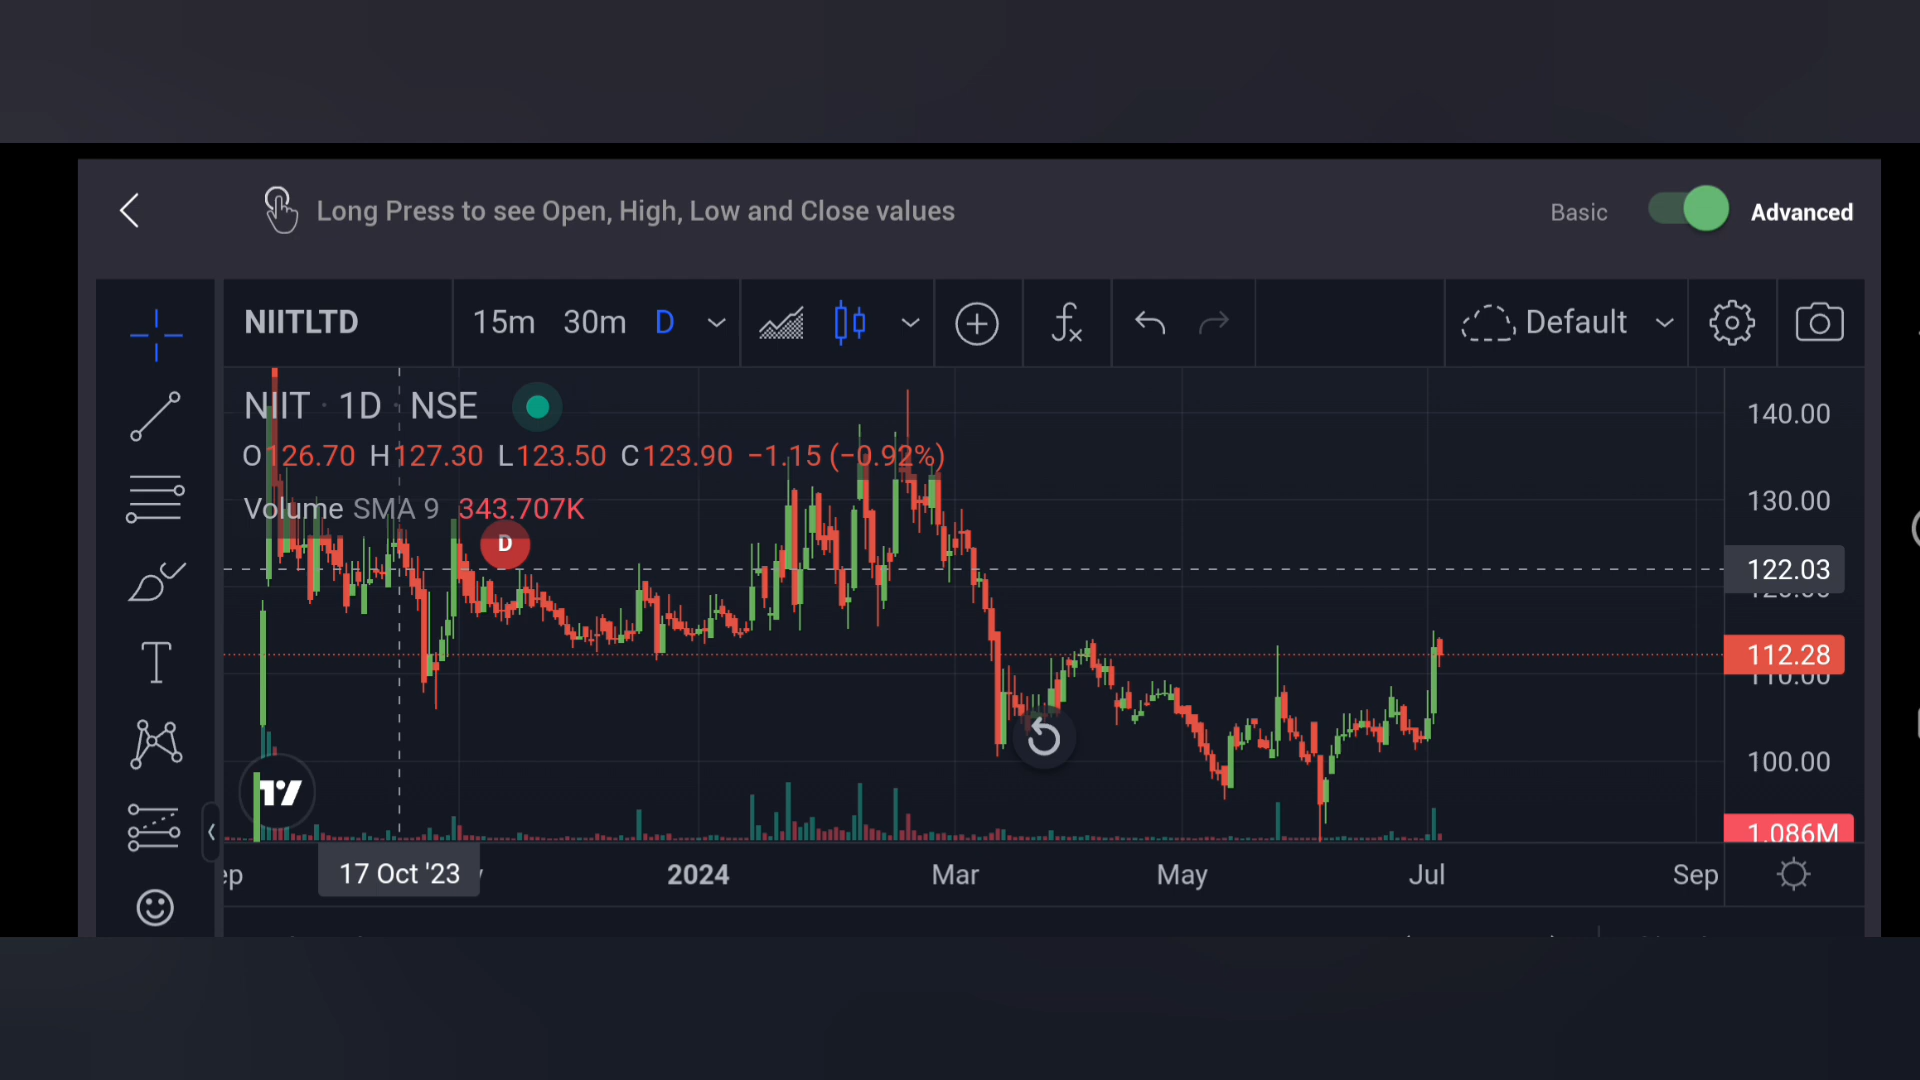 Long Press to see Open, High, Low and Close values
Basic
Advanced
NIITLTD
15m 30m D
Default
NIIT · 1D · NSE
O126.70 H127.30 L123.50 C123.90 −1.15 (−0.92%)
Volume SMA 9 343.707K
D
140.00
130.00
122.03
112.28
110.00
100.00
1.086M
17 Oct '23
2024
Mar
May
Jul
Sep